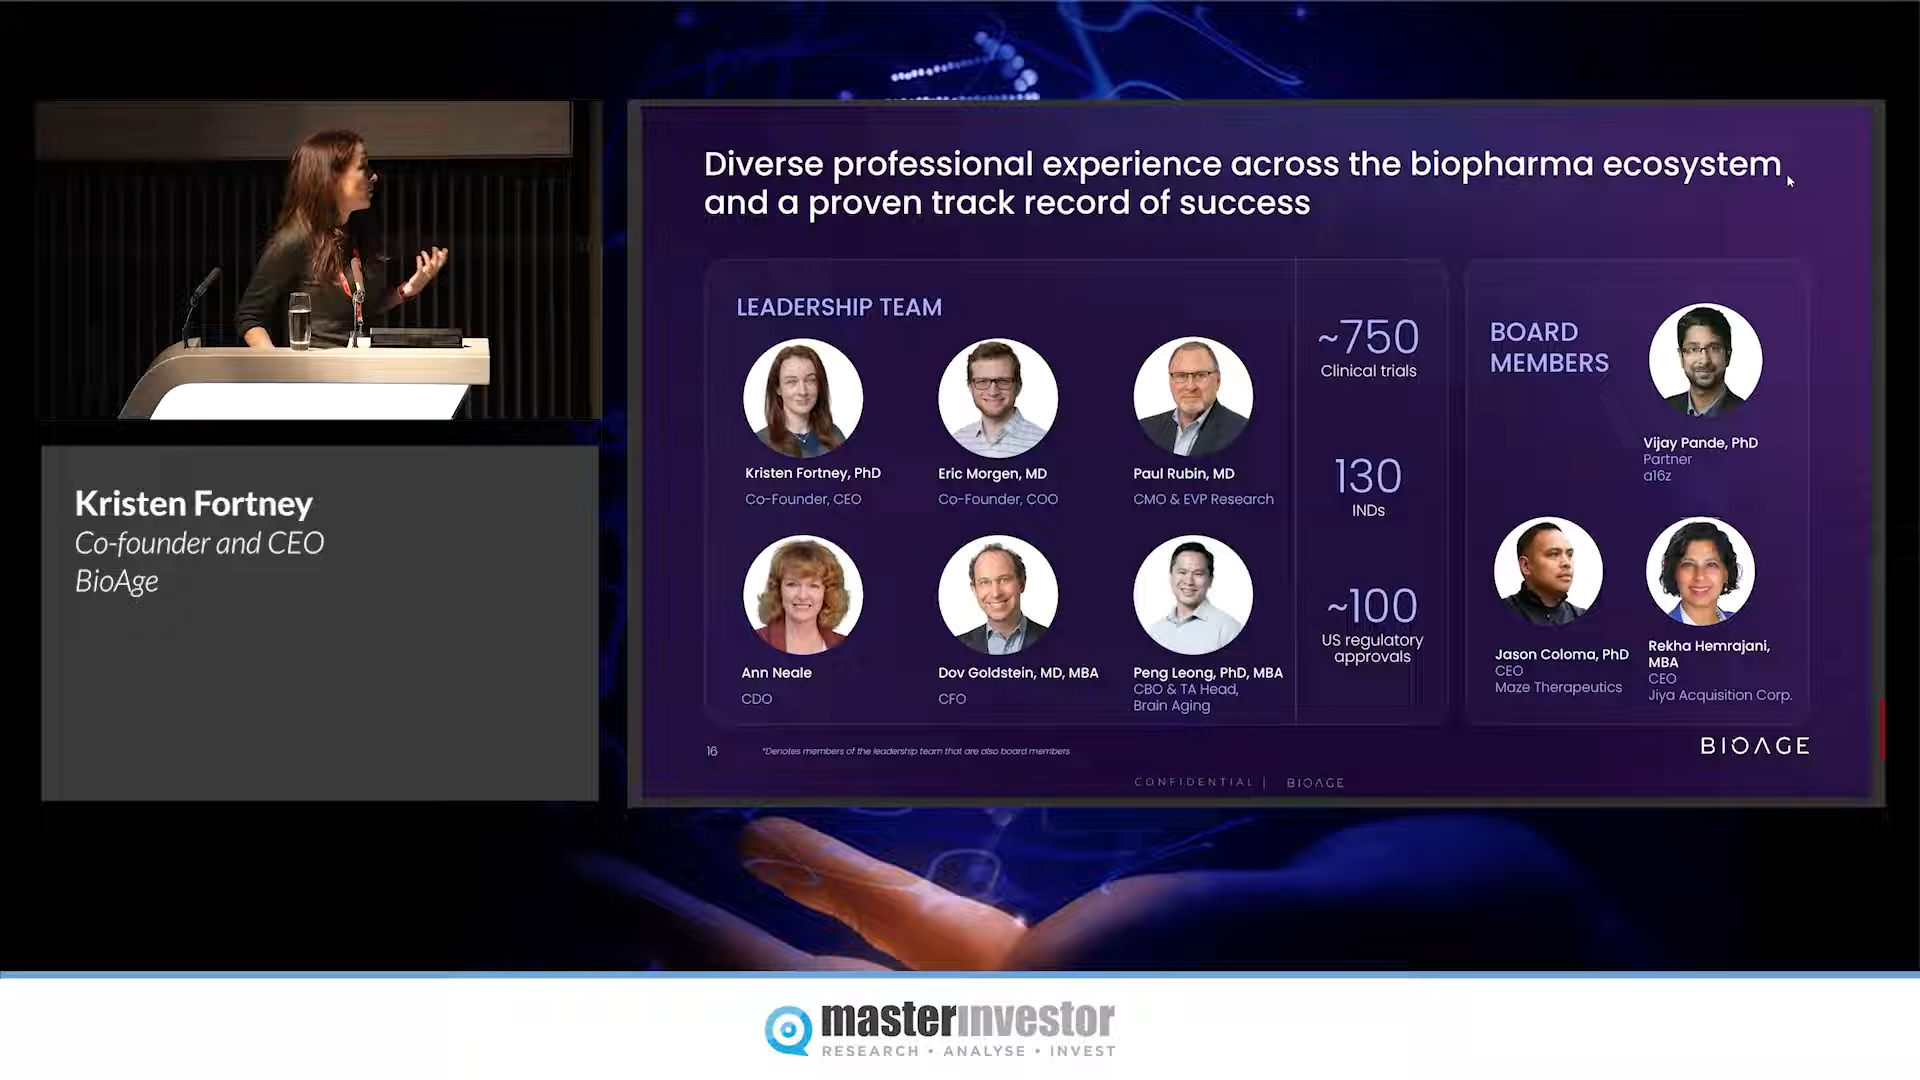 Kristen Fortney
Co-founder and CEO
BioAge
Diverse professional experience across the biopharma ecosystem
and a proven track record of success
LEADERSHIP TEAM
Kristen Fortney, PhD
Co-Founder, CEO
Eric Morgen, MD
Co-Founder, COO
Paul Rubin, MD
CMO & EVP Research
Ann Neale
CDO
Dov Goldstein, MD, MBA
CFO
Peng Leong, PhD, MBA
CBO & TA Head,
Brain Aging
~750
Clinical trials
130
INDs
~100
US regulatory
approvals
BOARD
MEMBERS
Vijay Pande, PhD
Partner
a16z
Jason Coloma, PhD
CEO
Maze Therapeutics
Rekha Hemrajani,
MBA
CEO
Jiya Acquisition Corp.
16
*Denotes members of the leadership team that are also board members
BIOAGE
CONFIDENTIAL | BIOAGE
masterinvestor
RESEARCH • ANALYSE • INVEST